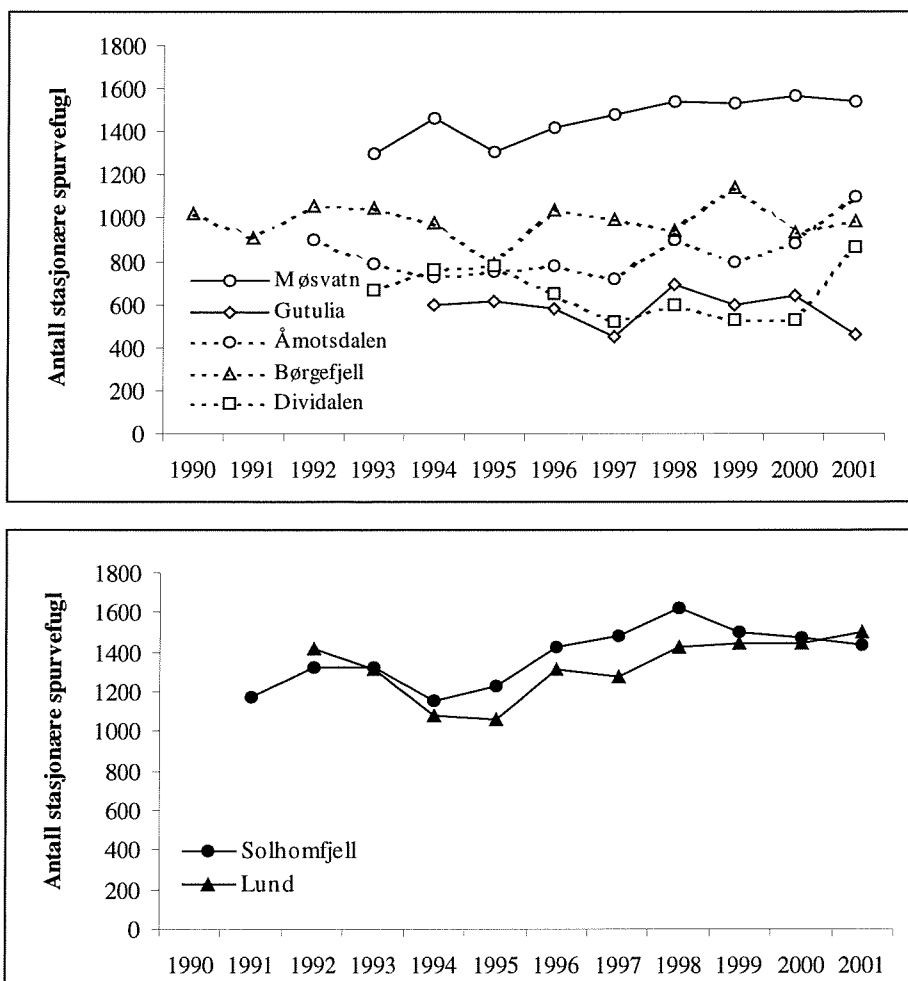 Antall stasjonære spurvefugl
1800
1600
1400
1200
1000
800
600
400
200
0
Møsvatn
Gutulia
Åmotsdalen
Børgefjell
Dividalen
1990 1991 1992 1993 1994 1995 1996 1997 1998 1999 2000 2001
Antall stasjonære spurvefugl
1800
1600
1400
1200
1000
800
600
400
200
0
Solhomfjell
Lund
1990 1991 1992 1993 1994 1995 1996 1997 1998 1999 2000 2001